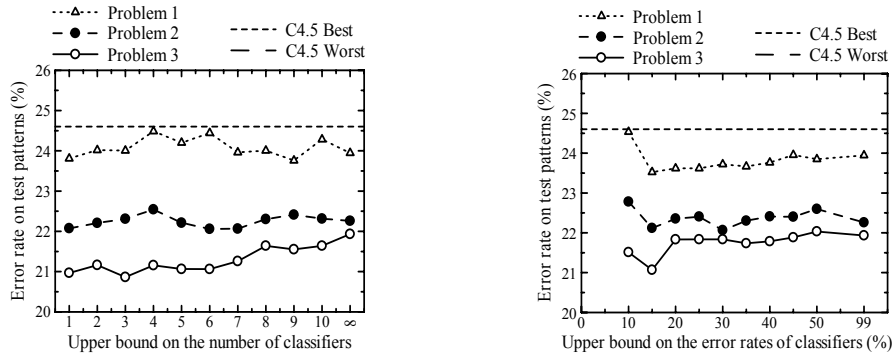 Problem 1
Problem 2
Problem 3
C4.5 Best
C4.5 Worst
Error rate on test patterns (%)
26
25
24
23
22
21
20
1 2 3 4 5 6 7 8 9 10 ∞
Upper bound on the number of classifiers
Problem 1
Problem 2
Problem 3
C4.5 Best
C4.5 Worst
Error rate on test patterns (%)
26
25
24
23
22
21
20
0 10 20 30 40 50 99
Upper bound on the error rates of classifiers (%)